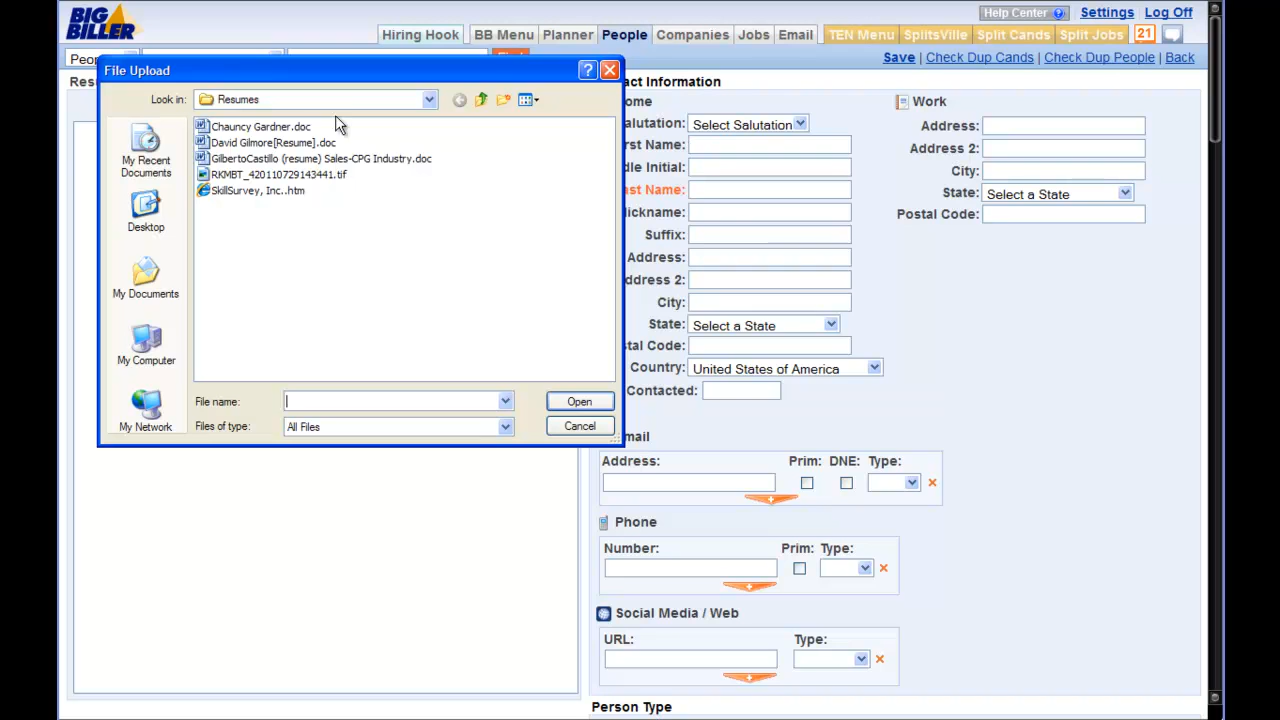 BIG
BILLER
Help Center ?
Settings
Log Off
Hiring Hook
BB Menu
Planner
People
Companies
Jobs
Email
TEN Menu
SplitsVille
Split Cands
Split Jobs
21
Save
Check Dup Cands
Check Dup People
Back
File Upload
Look in:
Resumes
My Recent
Documents
Desktop
My Documents
My Computer
My Network
Chauncy Gardner.doc
David Gilmore[Resume].doc
GilbertoCastillo (resume) Sales-CPG Industry.doc
RKMBT_420110729143441.tif
SkillSurvey, Inc..htm
File name:
Open
Files of type:
All Files
Cancel
tact Information
ome
alutation:
Select Salutation
rst Name:
dle Initial:
ast Name:
lickname:
Suffix:
Address:
ddress 2:
City:
State:
Select a State
tal Code:
Country:
United States of America
Contacted:
Work
Address:
Address 2:
City:
State:
Select a State
Postal Code:
mail
Address:
Prim:
DNE:
Type:
Phone
Number:
Prim:
Type:
Social Media / Web
URL:
Type:
Person Type